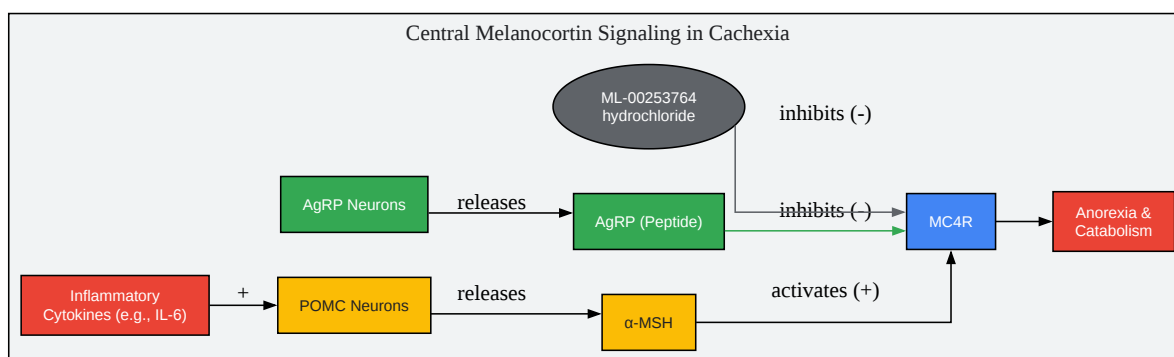 Central Melanocortin Signaling in Cachexia
ML-00253764
hydrochloride
inhibits (-)
AgRP Neurons
releases
AgRP (Peptide)
inhibits (-)
MC4R
Anorexia &
Catabolism
Inflammatory
Cytokines (e.g., IL-6)
+
POMC Neurons
releases
α-MSH
activates (+)